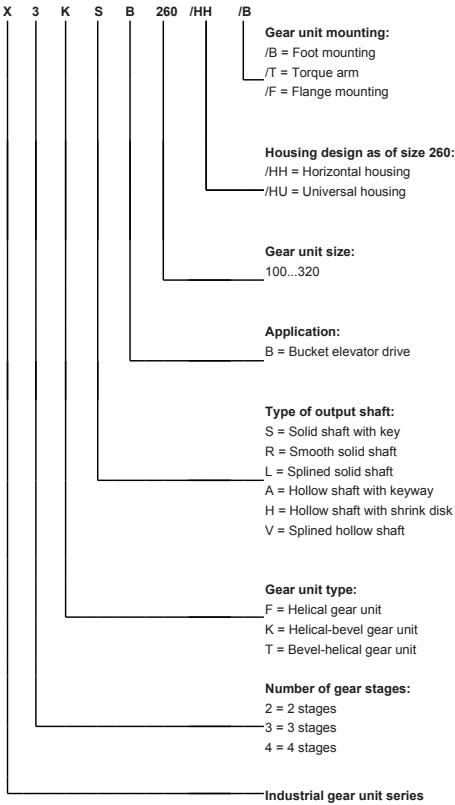 X 3 K S B 260 /HH /B
Gear unit mounting:
/B = Foot mounting
/T = Torque arm
/F = Flange mounting
Housing design as of size 260:
/HH = Horizontal housing
/HU = Universal housing
Gear unit size:
100...320
Application:
B = Bucket elevator drive
Type of output shaft:
S = Solid shaft with key
R = Smooth solid shaft
L = Splined solid shaft
A = Hollow shaft with keyway
H = Hollow shaft with shrink disk
V = Splined hollow shaft
Gear unit type:
F = Helical gear unit
K = Helical-bevel gear unit
T = Bevel-helical gear unit
Number of gear stages:
2 = 2 stages
3 = 3 stages
4 = 4 stages
Industrial gear unit series